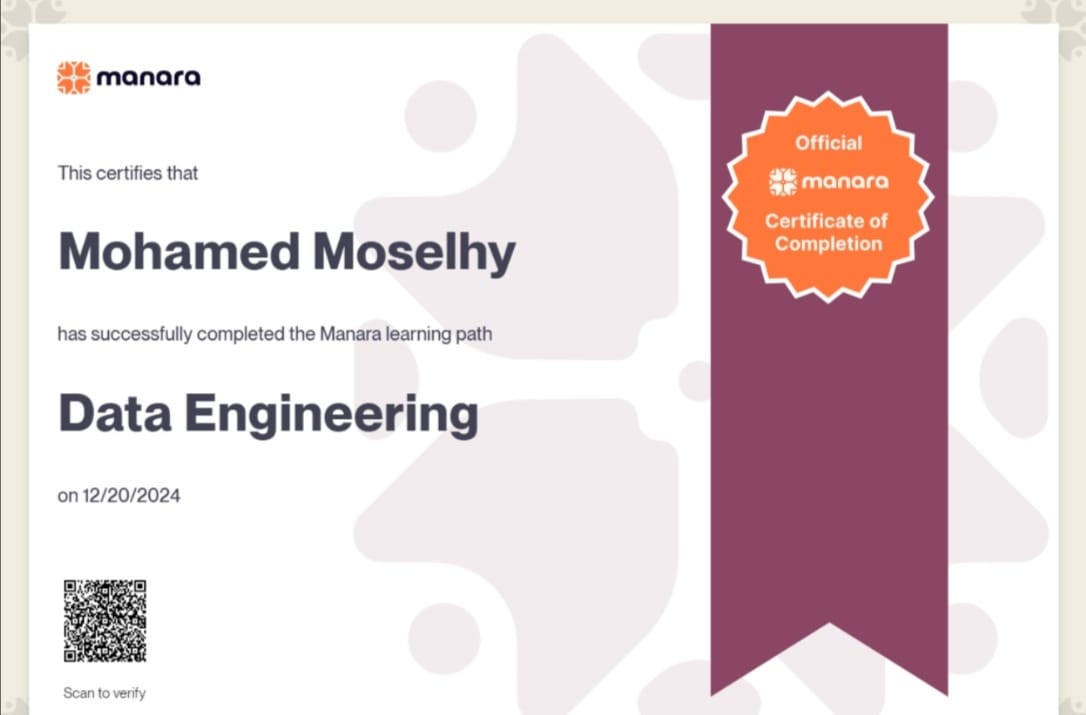 manara
This certifies that
Mohamed Moselhy
has successfully completed the Manara learning path
Data Engineering
on 12/20/2024
Scan to verify
Official
manara
Certificate of
Completion